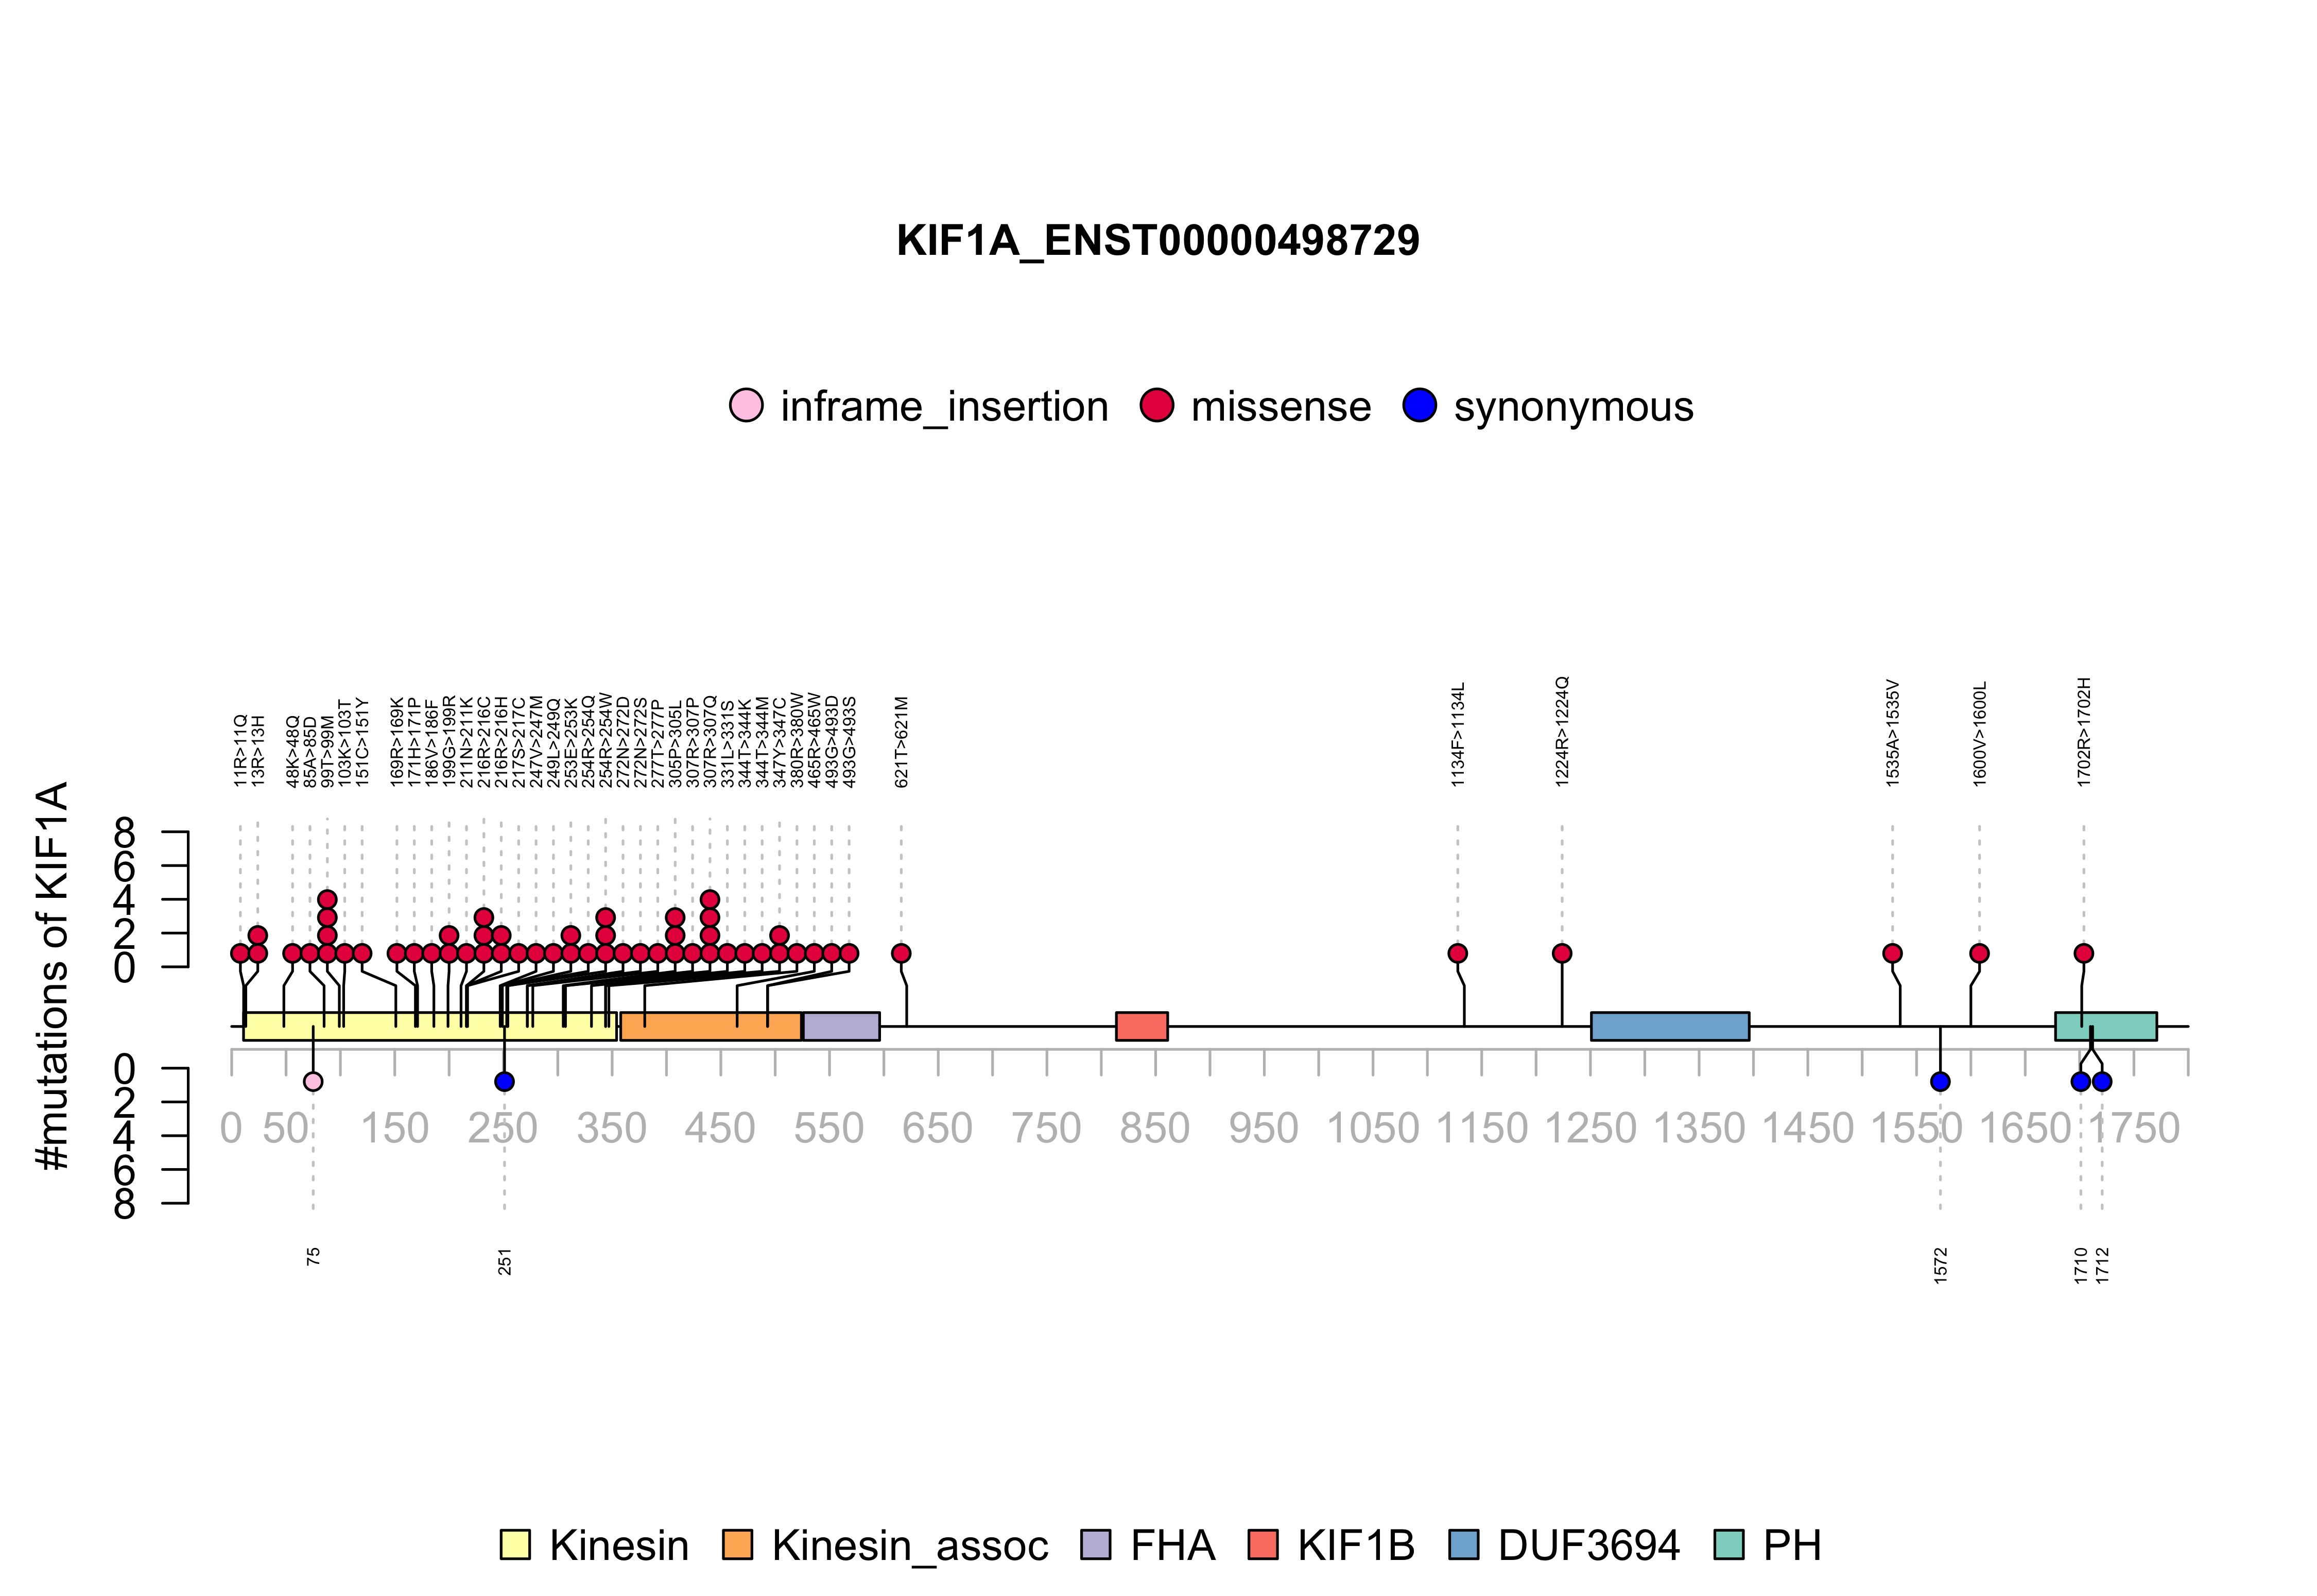 KIF1A_ENST00000498729
inframe_insertion missense synonymous
11R>11Q
13R>13H
48K>48Q
85A>85D
99T>99M
103K>103T
151C>151Y
169R>169K
171H>171P
186V>186F
199G>199R
211N>211K
216R>216C
216R>216H
217S>217C
247V>247M
249L>249Q
253E>253K
254R>254Q
254R>254W
272N>272D
272N>272S
277T>277P
305P>305L
307R>307P
307R>307Q
331L>331S
344T>344K
344T>344M
347Y>347C
380R>380W
465R>465W
493G>493D
493G>493S
621T>621M
1134F>1134L
1224R>1224Q
1535A>1535V
1600V>1600L
1702R>1702H
#mutations of KIF1A
8
6
4
2
0
0
2
4
6
8
0 50 150 250 350 450 550 650 750 850 950 1050 1150 1250 1350 1450 1550 1650 1750
75
251
1572
1710
1712
Kinesin Kinesin_assoc FHA KIF1B DUF3694 PH